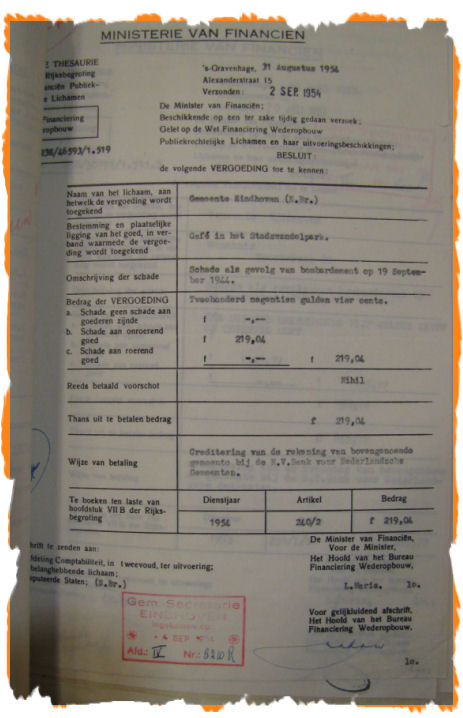 MINISTERIE VAN FINANCIËN
THESAURIE
Rijksbegroting
Financiën Publiek-
Lichamen
's-Gravenhage, 31 Augustus 1954
Alexanderstraat 15
Verzonden: 2 SEP. 1954
Financiering
opbouw
46593/1.519
De Minister van Financiën;
Beschikkende op een ter zake tijdig gedaan verzoek;
Gelet op de Wet Financiering Wederopbouw
Publiekrechtelijke Lichamen en haar uitvoeringsbeschikkingen;
BESLUIT:
de volgende VERGOEDING toe te kennen:
Naam van het lichaam, aan
hetwelk de vergoeding wordt
toegekend
Gemeente Eindhoven (N.Br.)
Bestemming en plaatselijke
ligging van het goed, in ver-
band waarmede de vergoe-
ding wordt toegekend
Café in het Stadswandelpark.
Omschrijving der schade
Schade als gevolg van bombardement op 19 Septem-
ber 1944.
Bedrag der VERGOEDING
Tweehonderd negentien gulden vier cents.
a. Schade geen schade aan
goederen zijnde
f -,--
b. Schade aan onroerend
goed
f 219,04
c. Schade aan roerend
goed
f -,-- f 219,04
Reeds betaald voorschot
Nihil
Thans uit te betalen bedrag
f 219,04
Wijze van betaling
Creditering van de rekening van bovengenoemde
gemeente bij de N.V. Bank voor Nederlandsche
Gemeenten.
Te boeken ten laste van
hoofdstuk VII B der Rijks-
begroting
Dienstjaar Artikel Bedrag
1954 240/2 f 219,04
De Minister van Financiën,
Voor de Minister,
Het Hoofd van het Bureau
Financiering Wederopbouw,
te zenden aan:
Afdeling Comptabiliteit, in tweevoud, ter uitvoering;
belanghebbende lichaam;
Staten; (N.Br.)
L.Haris. lo.
Gem. Secretarie
EINDHOVEN
Ingekomen op
- 4 SEP 1954
Afd.: IV Nr.: 8210 R
Voor gelijkluidend afschrift,
Het Hoofd van het Bureau
Financiering Wederopbouw,
lo.